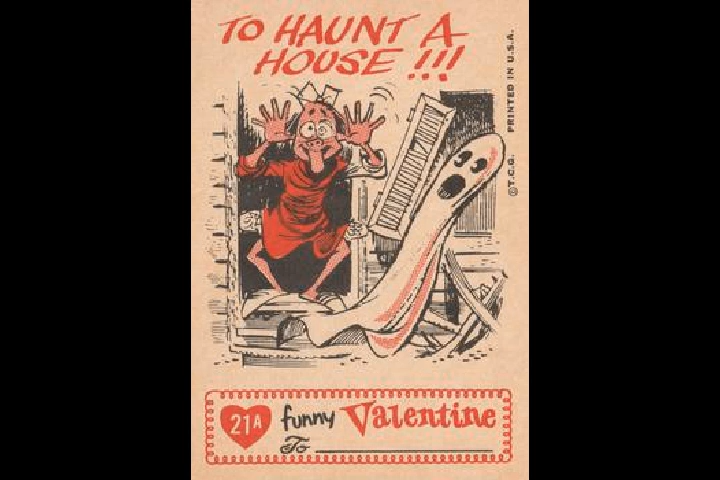 TO HAUNT A
HOUSE !!!
©T.C.G. PRINTED IN U.S.A.
21A
funny Valentine
To